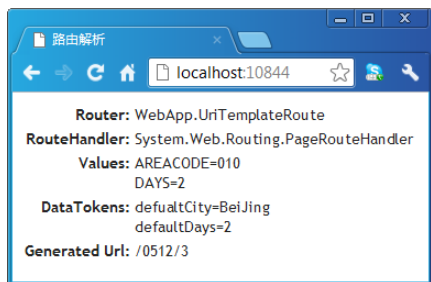 路由解析
localhost:10844
Router: WebApp.UriTemplateRoute
RouteHandler: System.Web.Routing.PageRouteHandler
Values: AREACODE=010
DAYS=2
DataTokens: defualtCity=BeiJing
defaultDays=2
Generated Url: /0512/3